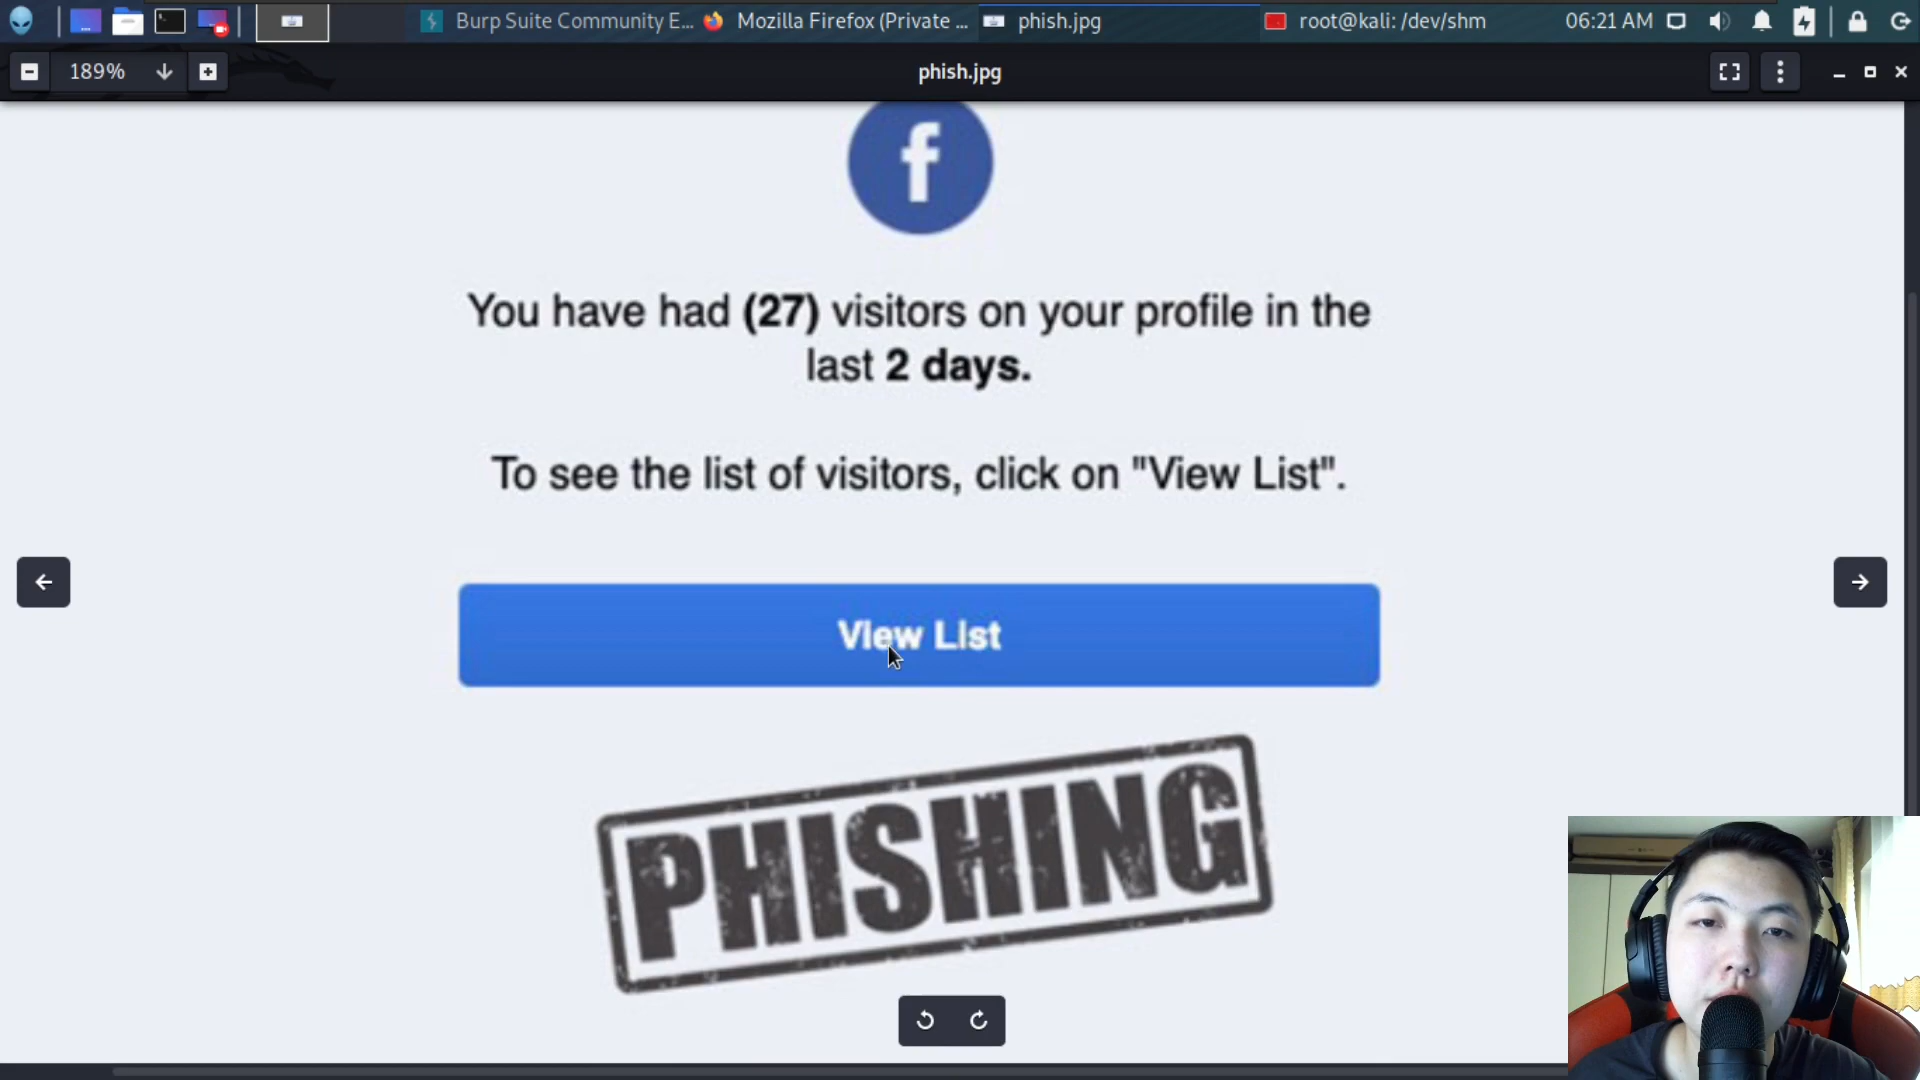 Burp Suite Community E...
Mozilla Firefox (Private ...
phish.jpg
root@kali: /dev/shm
06:21 AM
189%
phish.jpg
f
You have had (27) visitors on your profile in the
last 2 days.
To see the list of visitors, click on "View List".
View List
PHISHING